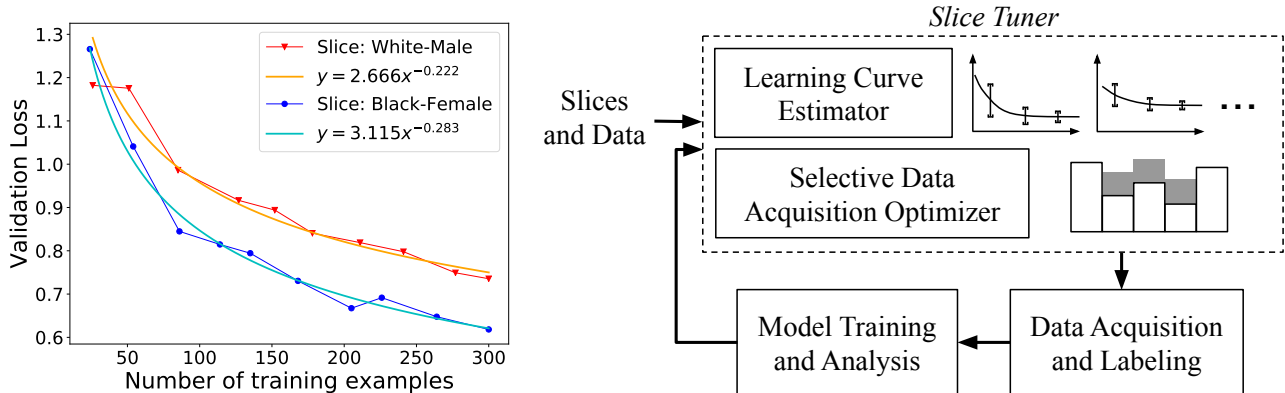 1.3
1.2
1.1
1.0
0.9
0.8
0.7
0.6
Validation Loss
50
100
150
200
250
300
Number of training examples
Slice: White-Male
y = 2.666x^{-0.222}
Slice: Black-Female
y = 3.115x^{-0.283}
Slice Tuner
Slices
and Data
Learning Curve
Estimator
...
Selective Data
Acquisition Optimizer
Model Training
and Analysis
Data Acquisition
and Labeling